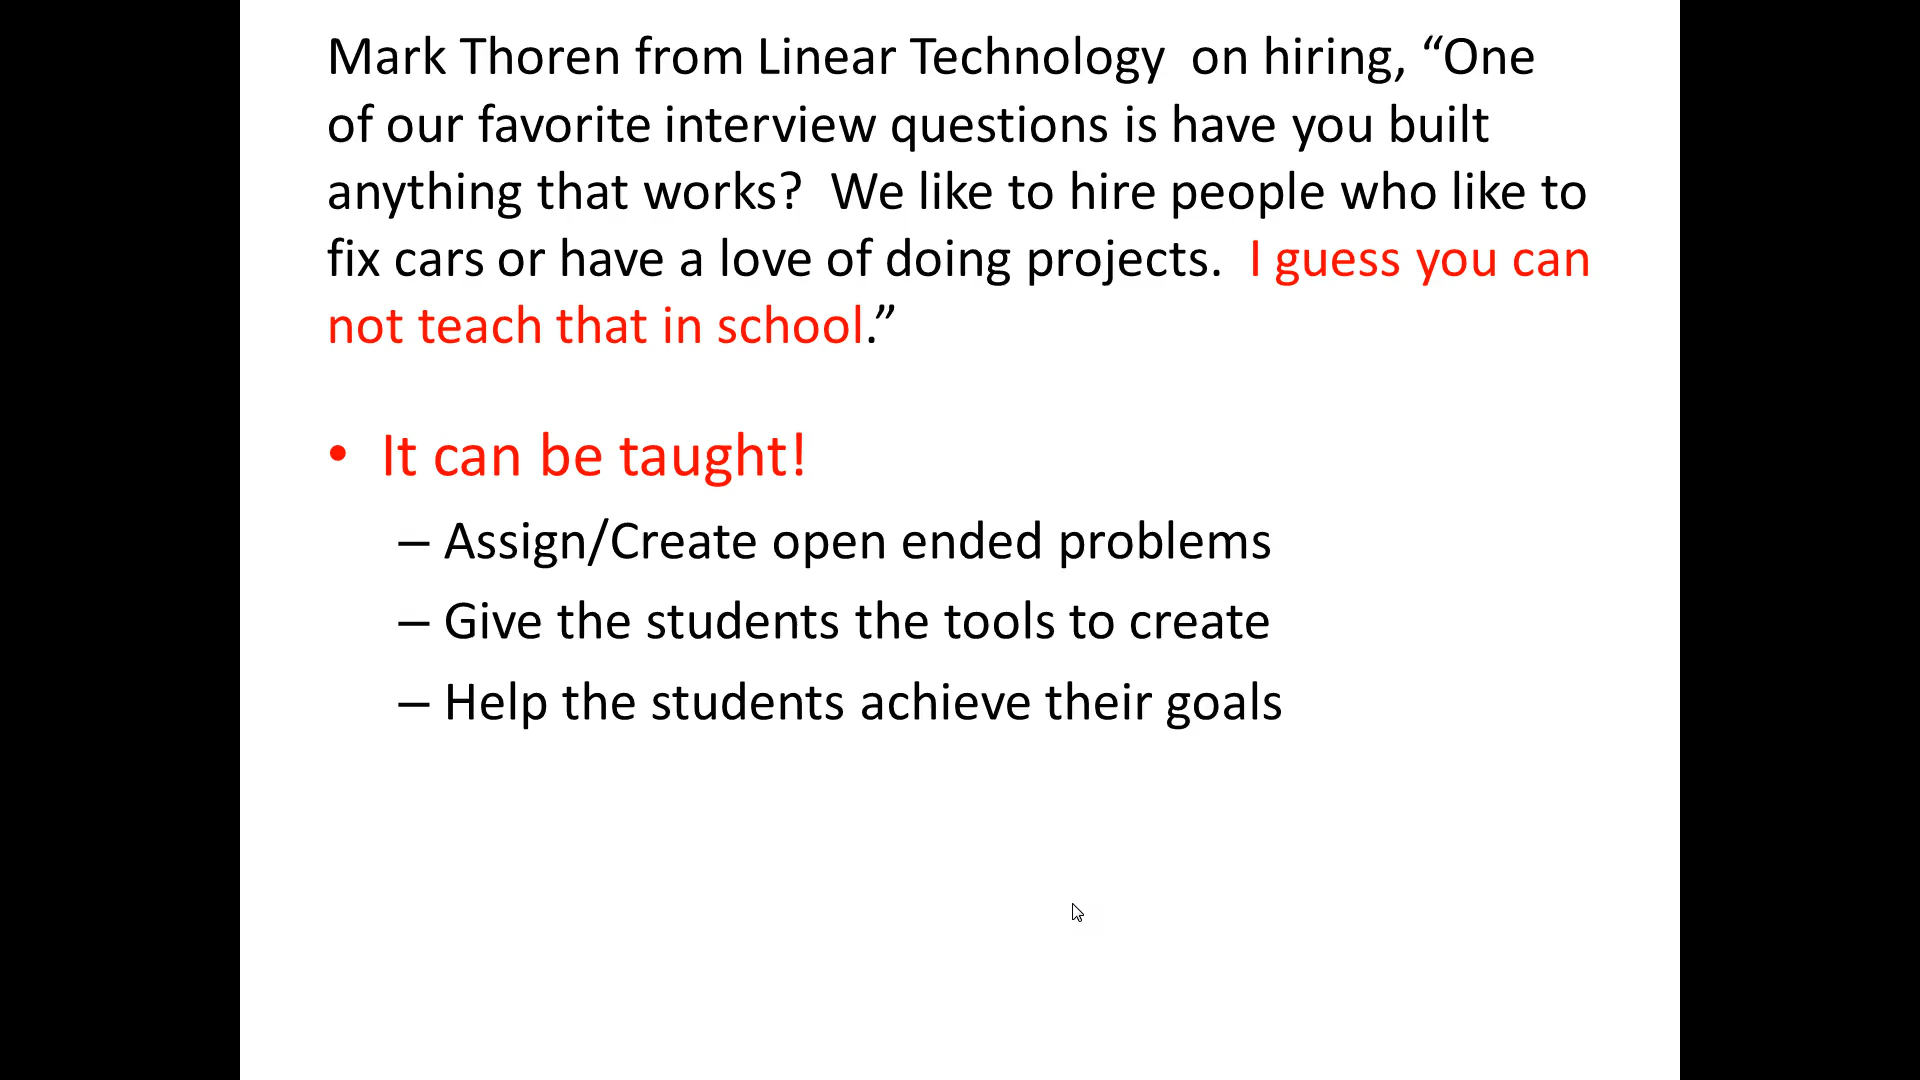 Mark Thoren from Linear Technology  on hiring, “One
of our favorite interview questions is have you built
anything that works?  We like to hire people who like to
fix cars or have a love of doing projects.  I guess you can
not teach that in school.”
• It can be taught!
– Assign/Create open ended problems
– Give the students the tools to create
– Help the students achieve their goals